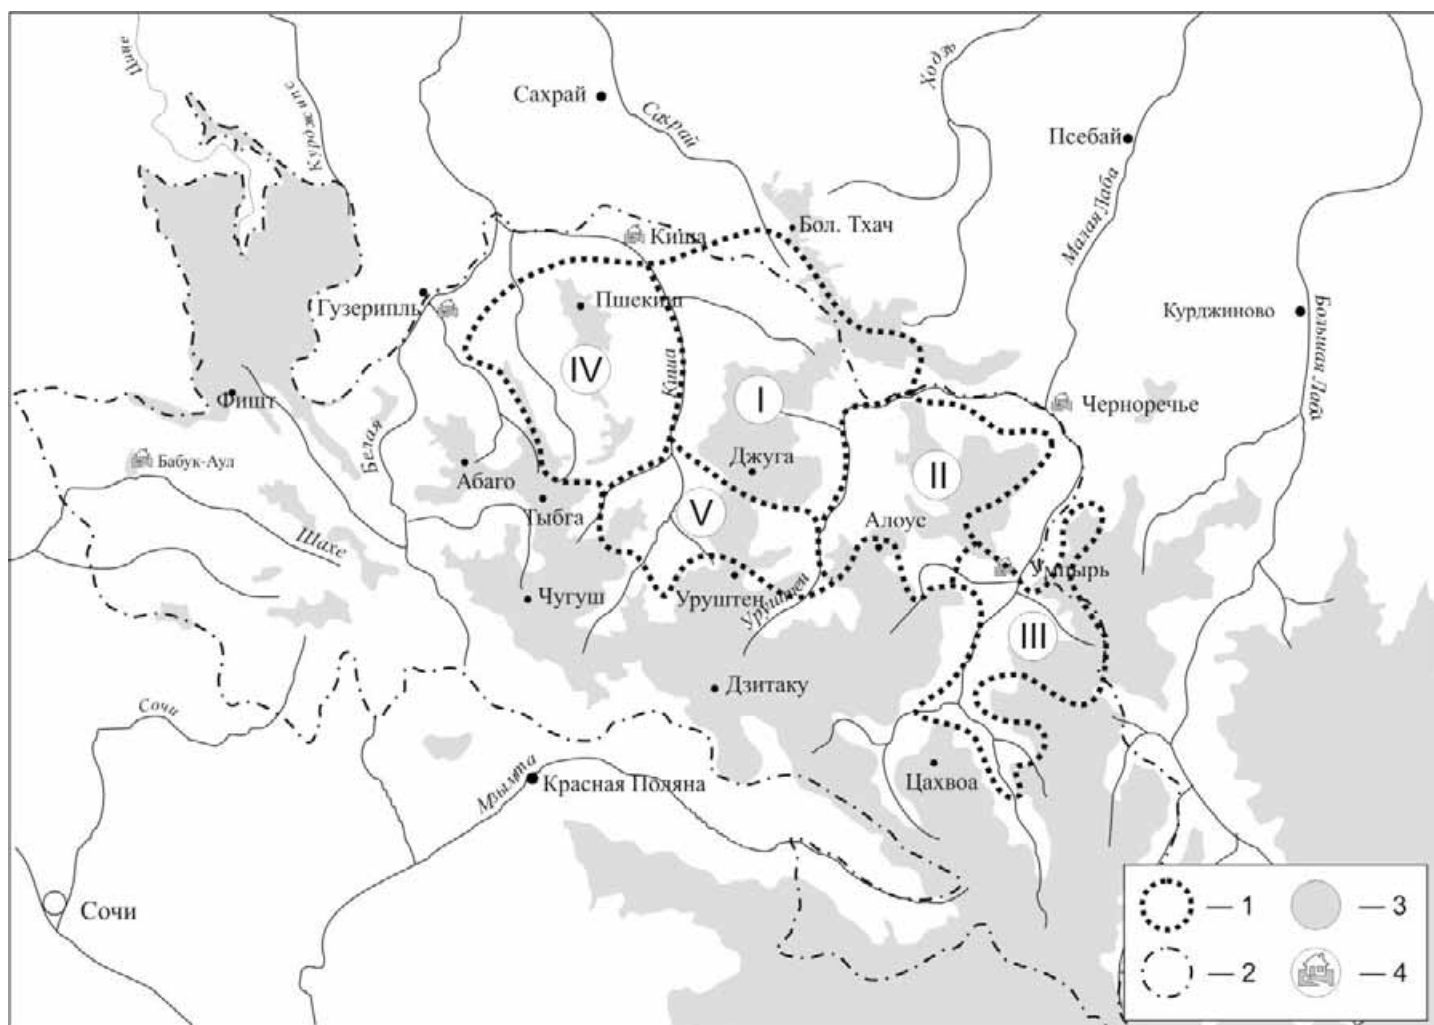 Цице
Курджипс
Сахрай
Сахрай
Ходзь
Псебай
Малая Лаба
Бол. Тхач
Киша
Гузерипль
Пшекиш
Курджиново
Большая Лаба
IV
Киша
I
Фишт
Черноречье
Белая
Бабук-Аул
Абаго
Джуга
II
Тыбга
V
Алоус
Шахе
Умпырь
Чугуш
Уруштен
Уруштен
III
Дзитаку
Сочи
Мзымта
Красная Поляна
Цахвоа
Сочи
— 1
— 3
— 2
— 4